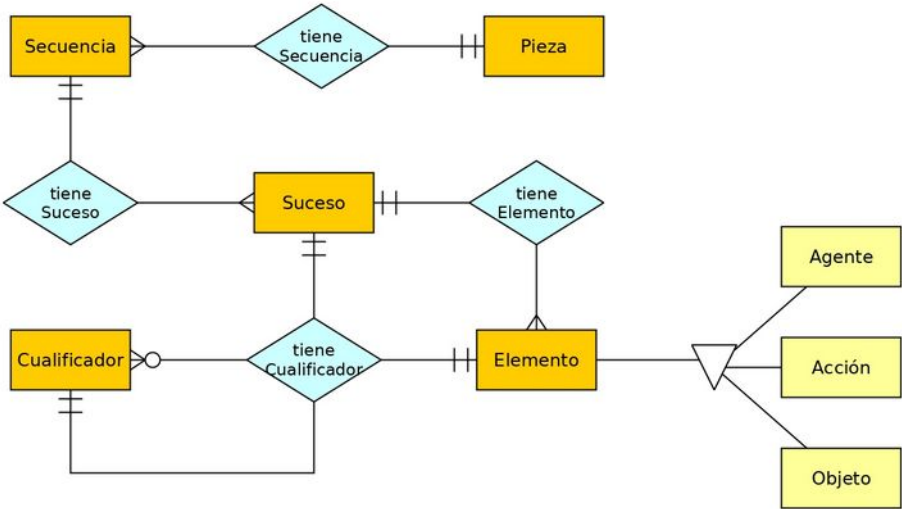 Secuencia
tiene
Secuencia
Pieza
tiene
Suceso
Suceso
tiene
Elemento
Agente
Cualificador
tiene
Cualificador
Elemento
Acción
Objeto